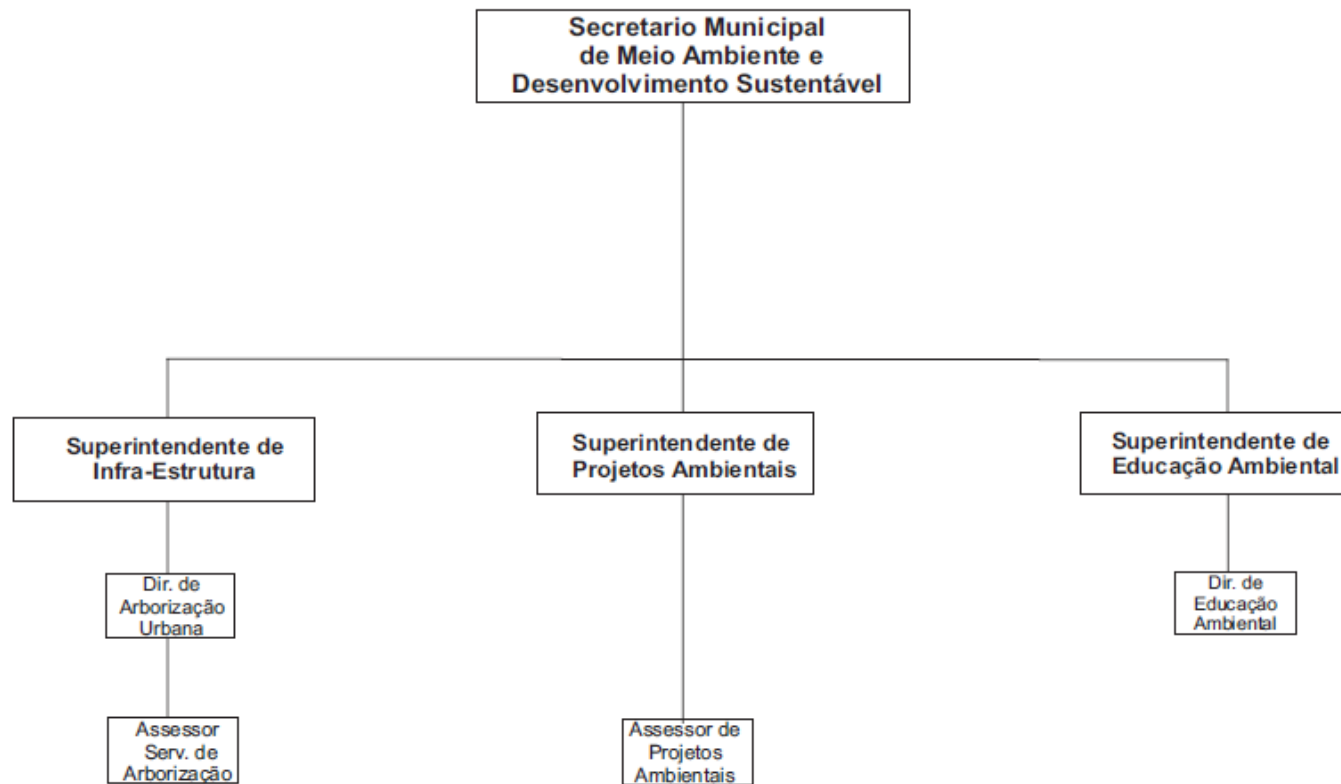 Secretario Municipal
de Meio Ambiente e
Desenvolvimento Sustentável
Superintendente de
Infra-Estrutura
Superintendente de
Projetos Ambientais
Superintendente de
Educação Ambiental
Dir. de
Arborização
Urbana
Dir. de
Educação
Ambiental
Assessor
Serv. de
Arborização
Assessor de
Projetos
Ambientais